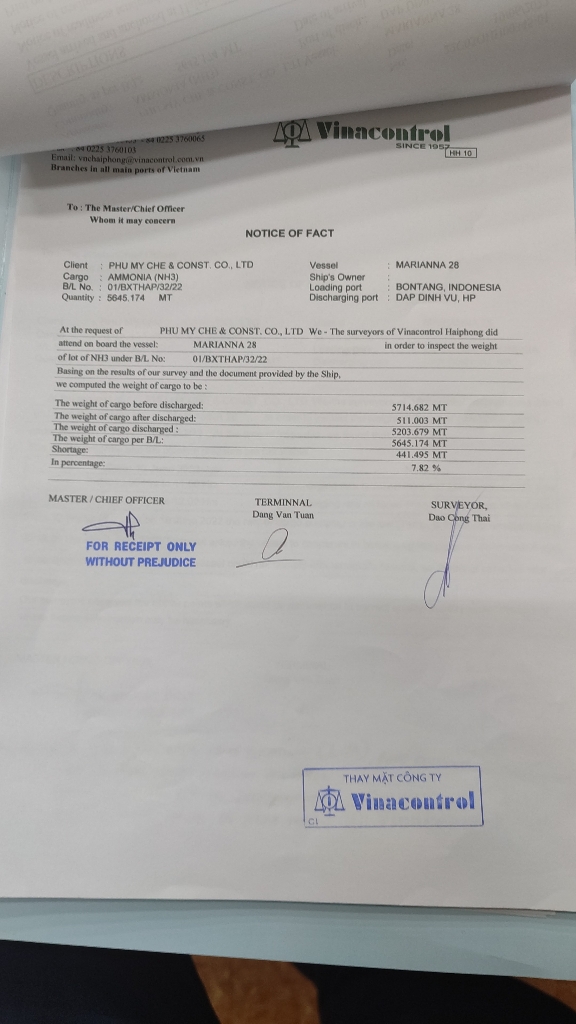 84 0225 3760065
84 0225 3760103
Vinacontrol
SINCE 1957
HH 10
Email: vnchaiphong@vinacontrol.com.vn
Branches in all main ports of Vietnam
To : The Master/Chief Officer
Whom it may concern
NOTICE OF FACT
Client : PHU MY CHE & CONST. CO., LTD Vessel : MARIANNA 28
Cargo : AMMONIA (NH3) Ship's Owner :
B/L No. : 01/BXTHAP/32/22 Loading port : BONTANG, INDONESIA
Quantity : 5645.174 MT Discharging port : DAP DINH VU, HP
At the request of PHU MY CHE & CONST. CO., LTD We - The surveyors of Vinacontrol Haiphong did
attend on board the vessel: MARIANNA 28 in order to inspect the weight
of lot of NH3 under B/L No: 01/BXTHAP/32/22
Basing on the results of our survey and the document provided by the Ship,
we computed the weight of cargo to be :
The weight of cargo before discharged: 5714.682 MT
The weight of cargo after discharged: 511.003 MT
The weight of cargo discharged : 5203.679 MT
The weight of cargo per B/L: 5645.174 MT
Shortage: 441.495 MT
In percentage: 7.82 %
MASTER / CHIEF OFFICER TERMINNAL SURVEYOR,
Dang Van Tuan Dao Cong Thai
FOR RECEIPT ONLY
WITHOUT PREJUDICE
THAY MẶT CÔNG TY
Vinacontrol
C1